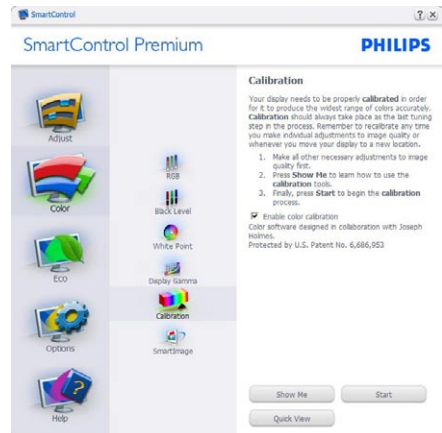 SmartControl
SmartControl Premium
PHILIPS
Adjust
Color
Eco
Options
Help
RGB
Black Level
White Point
Display Gamma
Calibration
SmartImage
Calibration
Your display needs to be properly calibrated in order
for it to produce the widest range of colors accurately.
Calibration should always take place as the last tuning
step in the process. Remember to recalibrate any time
you make individual adjustments to image quality or
whenever you move your display to a new location.
1. Make all other necessary adjustments to image
quality first,
2. Press Show Me to learn how to use the
calibration tools.
3. Finally, press Start to begin the calibration
process.
Enable color calibration
Color software designed in collaboration with Joseph
Holmes.
Protected by U.S. Patent No. 6,686,953
Show Me
Start
Quick View